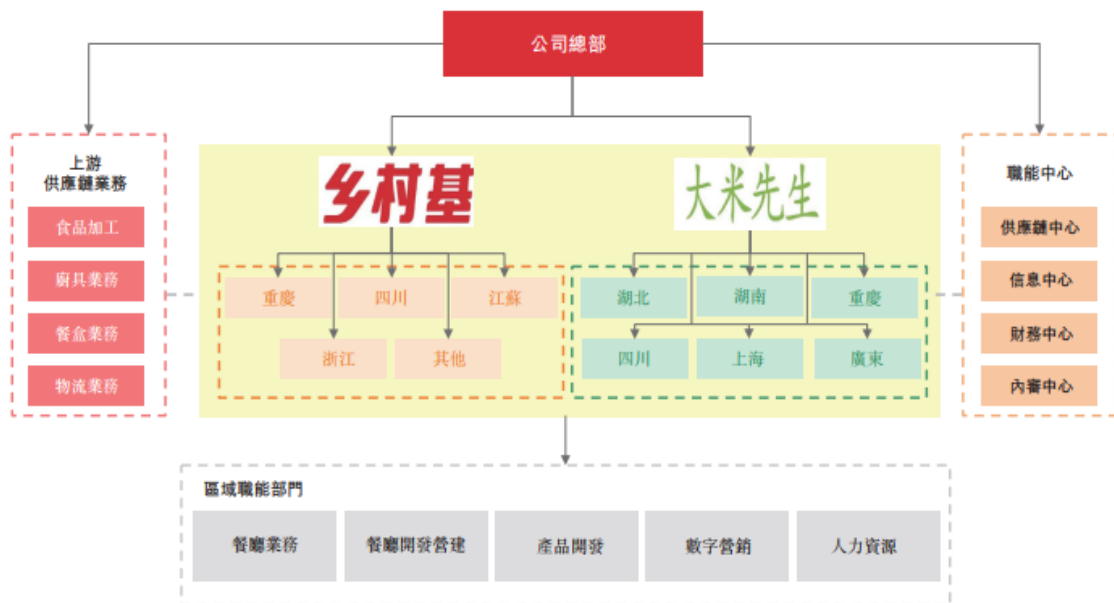 公司總部
上游
供應鏈業務
食品加工
廚具業務
餐盒業務
物流業務
乡村基
大米先生
重慶
四川
江蘇
浙江
其他
湖北
湖南
重慶
四川
上海
廣東
職能中心
供應鏈中心
信息中心
財務中心
內審中心
區域職能部門
餐廳業務
餐廳開發營建
產品開發
數字營銷
人力資源